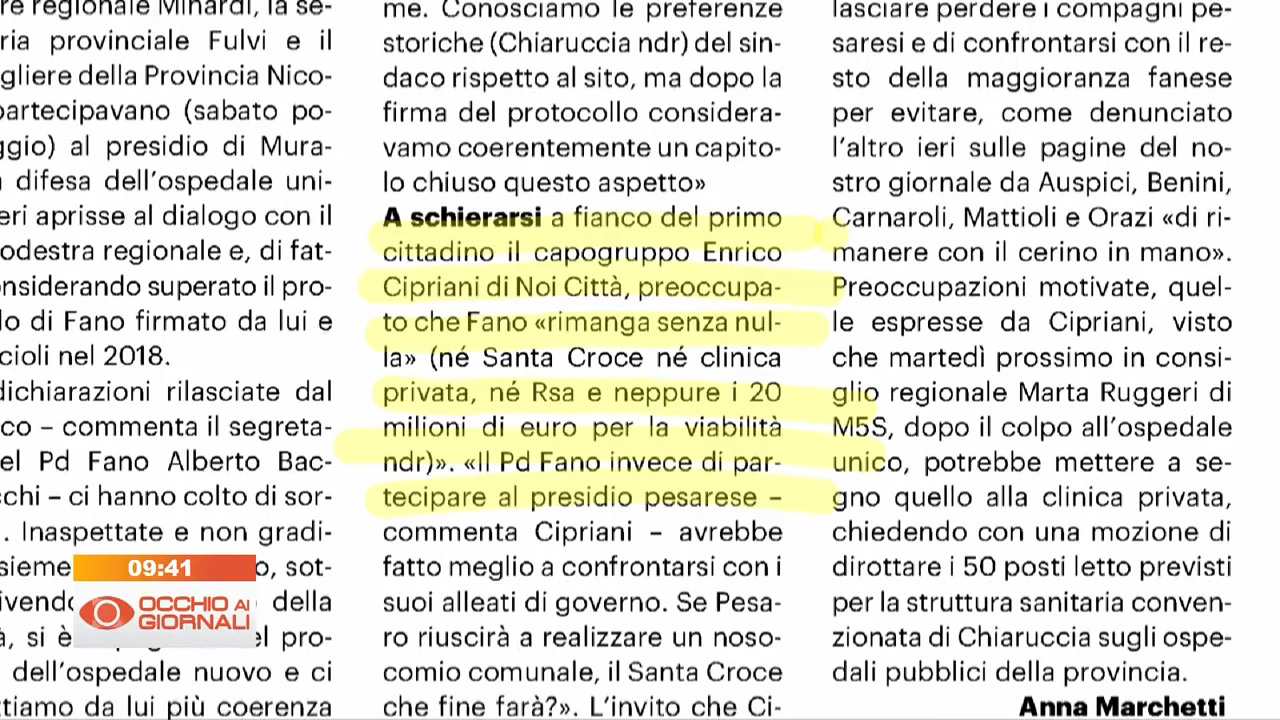 re regionale Minardi, la se-
ria provinciale Fulvi e il
gliere della Provincia Nico-
partecipavano (sabato po-
ggio) al presidio di Mura-
difesa dell'ospedale uni-
eri aprisse al dialogo con il
odestra regionale e, di fat-
nsiderando superato il pro-
lo di Fano firmato da lui e
cioli nel 2018.
dichiarazioni rilasciate dal
co – commenta il segreta-
el Pd Fano Alberto Bac-
chi – ci hanno colto di sor-
. Inaspettate e non gradi-
sieme o, sot-
della
à, si è el pro-
dell'ospedale nuovo e ci
ttiamo da lui più coerenza
me. Conosciamo le preferenze
storiche (Chiaruccia ndr) del sin-
daco rispetto al sito, ma dopo la
firma del protocollo considera-
vamo coerentemente un capito-
lo chiuso questo aspetto»
A schierarsi a fianco del primo
cittadino il capogruppo Enrico
Cipriani di Noi Città, preoccupa-
to che Fano «rimanga senza nul-
la» (né Santa Croce né clinica
privata, né Rsa e neppure i 20
milioni di euro per la viabilità
ndr)». «Il Pd Fano invece di par-
tecipare al presidio pesarese –
commenta Cipriani – avrebbe
fatto meglio a confrontarsi con i
suoi alleati di governo. Se Pesa-
ro riuscirà a realizzare un noso-
comio comunale, il Santa Croce
che fine farà?». L'invito che Ci-
lasciare perdere i compagni pe-
saresi e di confrontarsi con il re-
sto della maggioranza fanese
per evitare, come denunciato
l'altro ieri sulle pagine del no-
stro giornale da Auspici, Benini,
Carnaroli, Mattioli e Orazi «di ri-
manere con il cerino in mano».
Preoccupazioni motivate, quel-
le espresse da Cipriani, visto
che martedì prossimo in consi-
glio regionale Marta Ruggeri di
M5S, dopo il colpo all'ospedale
unico, potrebbe mettere a se-
gno quello alla clinica privata,
chiedendo con una mozione di
dirottare i 50 posti letto previsti
per la struttura sanitaria conven-
zionata di Chiaruccia sugli ospe-
dali pubblici della provincia.
Anna Marchetti
09:41
OCCHIO AI
GIORNALI